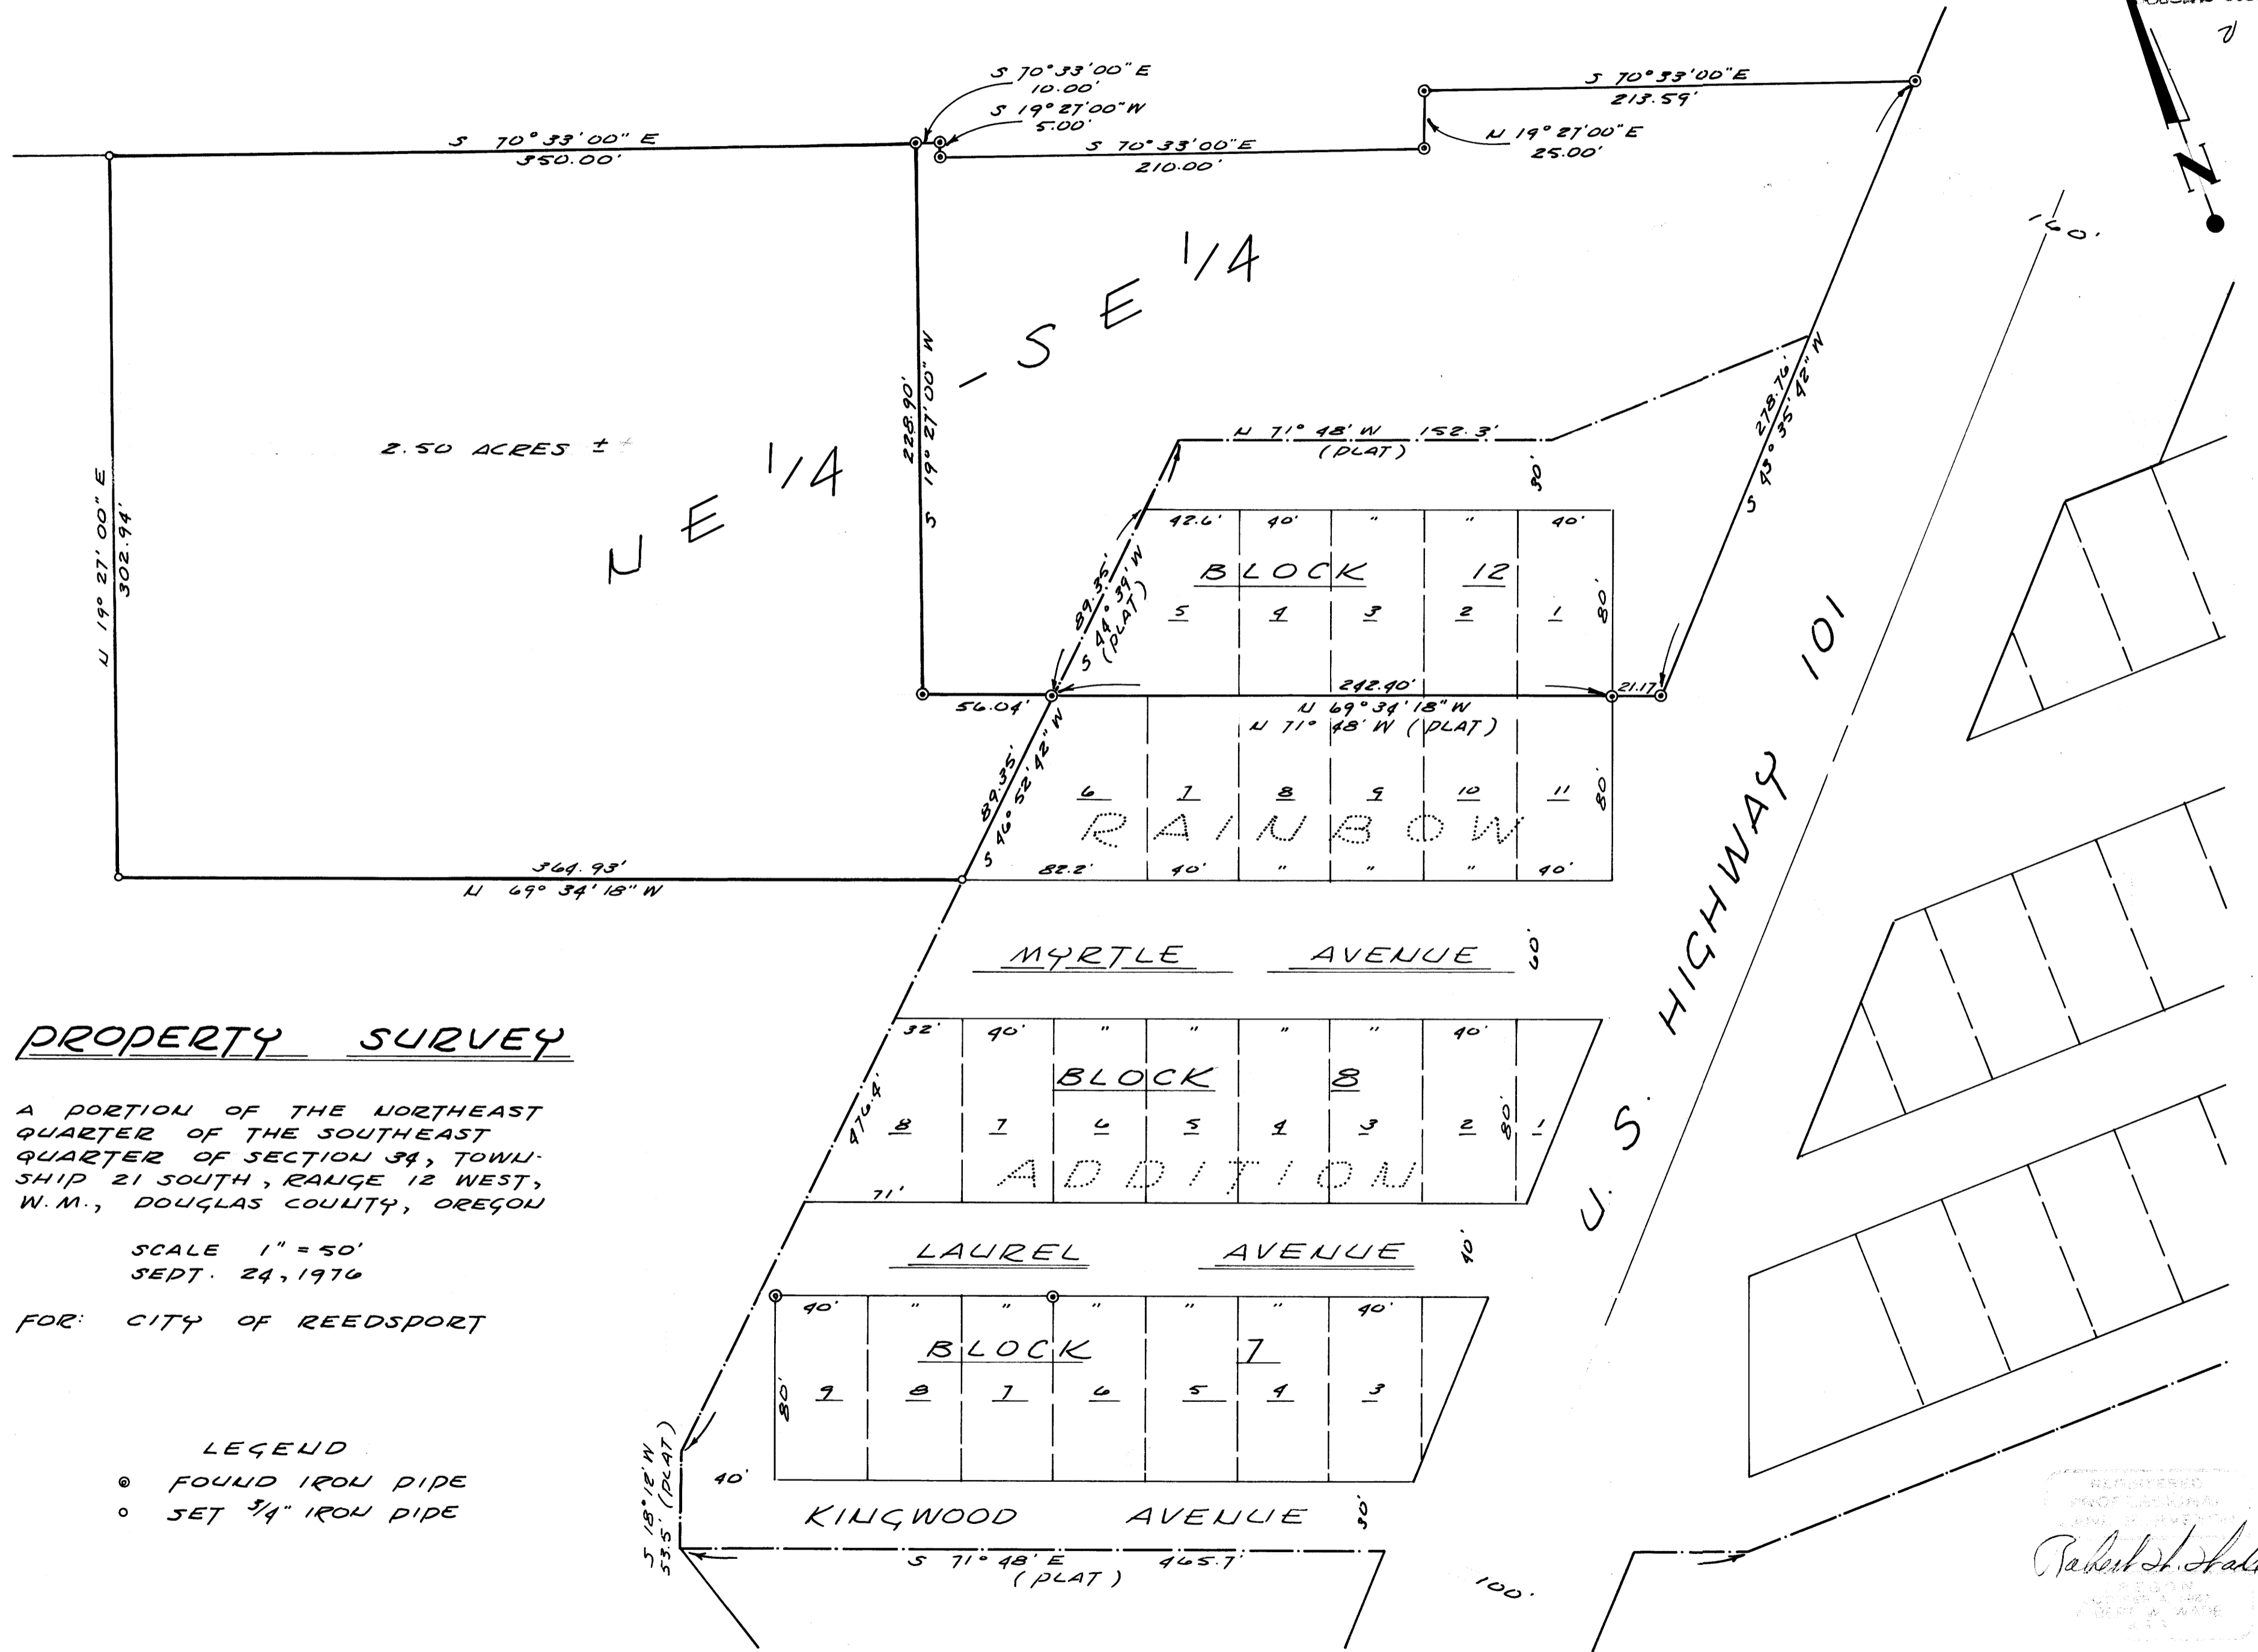 S 70°33'00" E
10.00'
S 19°27'00" W
5.00'
S 70°33'00" E
350.00'
S 70°33'00" E
210.00'
S 70°33'00" E
213.59'
N 19°27'00" E
25.00'
N
160.'
N E 1/4 - S E 1/4
2.50 ACRES ±
N 19° 27' 00" E
302.94'
228.90'
S 19° 27' 00" W
N 71° 48' W 152.3'
(PLAT)
30'
278.76'
S 43° 35' 42" W
89.35'
S 44° 39' W
(PLAT)
42.6' 40' " " 40'
BLOCK 12
5 4 3 2 1
80'
56.04'
242.40'
21.17'
N 69° 34' 18" W
N 71° 48' W (PLAT)
89.35'
S 46° 52' 42" W
6 7 8 9 10 11
80'
RAINBOW
82.2' 40' " " " 40'
364.93'
N 69° 34' 18" W
MYRTLE AVENUE
60'
U. S. HIGHWAY 101
32' 40' " " " " 40'
BLOCK 8
476.4'
8 7 6 5 4 3 2 1
80'
ADDITION
71'
LAUREL AVENUE
40'
40' " " " " " 40'
BLOCK 7
80'
9 8 7 6 5 4 3
S 18° 12' W
53.5' (PLAT)
40'
KINGWOOD AVENUE
30'
S 71° 48' E 465.7'
(PLAT)
100.'
PROPERTY SURVEY
A PORTION OF THE NORTHEAST
QUARTER OF THE SOUTHEAST
QUARTER OF SECTION 34, TOWN-
SHIP 21 SOUTH, RANGE 12 WEST,
W.M., DOUGLAS COUNTY, OREGON
SCALE 1" = 50'
SEPT. 24, 1976
FOR: CITY OF REEDSPORT
LEGEND
FOUND IRON PIPE
SET 3/4" IRON PIPE
REGISTERED
PROFESSIONAL
OREGON